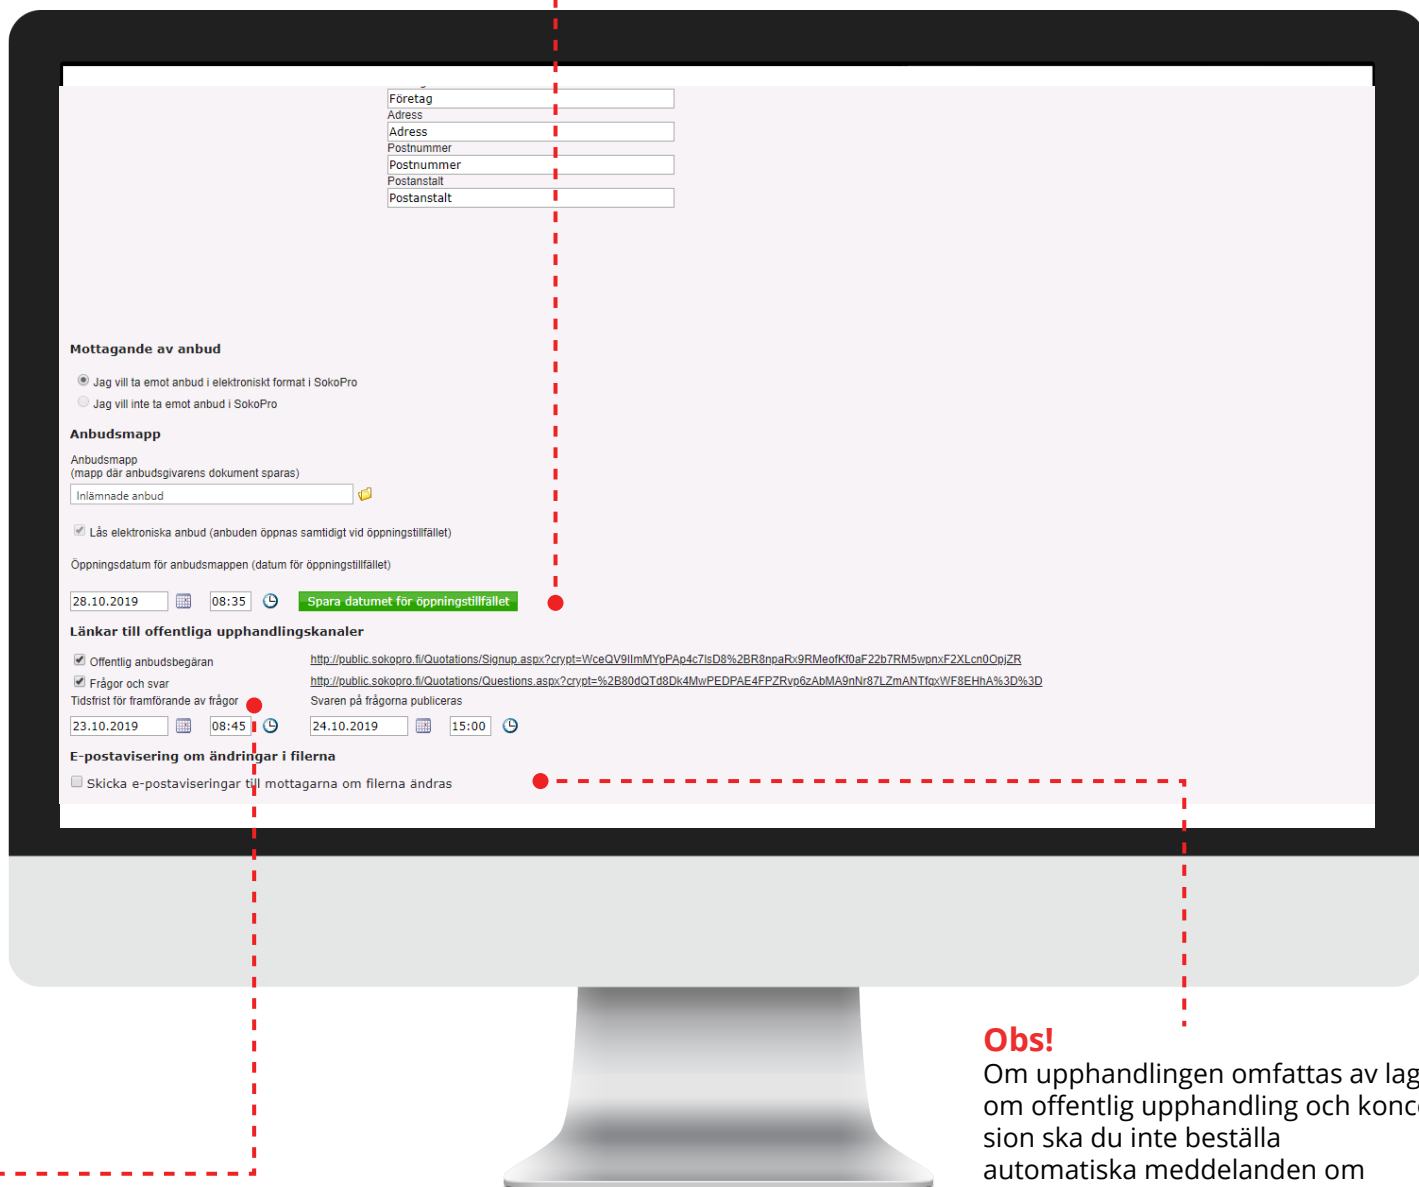 Företag
Adress
Adress
Postnummer
Postnummer
Postanstalt
Postanstalt
Mottagande av anbud
Jag vill ta emot anbud i elektroniskt format i SokoPro
Jag vill inte ta emot anbud i SokoPro
Anbudsmapp
Anbudsmapp
(mapp där anbudsgivarens dokument sparas)
Inlämnade anbud
Lås elektroniska anbud (anbuden öppnas samtidigt vid öppningstillfället)
Öppningsdatum för anbudsmappen (datum för öppningstillfället)
28.10.2019 08:35 Spara datumet för öppningstillfället
Länkar till offentliga upphandlingskanaler
Offentlig anbudsbegäran http://public.sokopro.fi/Quotations/Signup.aspx?crypt=WceQV9IImMYpPAp4c7IsD8%2BR8npaRx9RMeofKf0aF22b7RM5wpnxF2XLcn0OpjZR
Frågor och svar http://public.sokopro.fi/Quotations/Questions.aspx?crypt=%2B80dQTd8Dk4MwPEDPAE4FPZRvp6zAbMA9nNr87LZmANTfqxWF8EHhA%3D%3D
Tidsfrist för framförande av frågor Svaren på frågorna publiceras
23.10.2019 08:45 24.10.2019 15:00
E-postavisering om ändringar i filerna
Skicka e-postaviseringar till mottagarna om filerna ändras
Obs!
Om upphandlingen omfattas av lag
om offentlig upphandling och konce
sion ska du inte beställa
automatiska meddelanden om